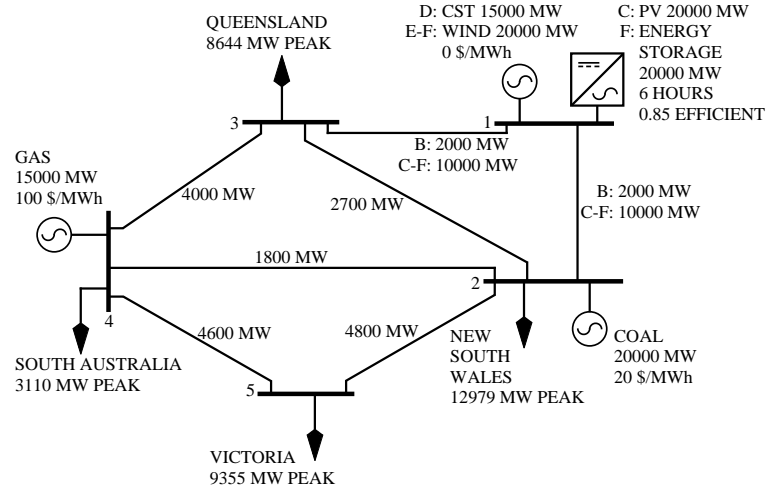 QUEENSLAND
8644 MW PEAK
D: CST 15000 MW
E-F: WIND 20000 MW
0 $/MWh
C: PV 20000 MW
F: ENERGY
STORAGE
20000 MW
6 HOURS
0.85 EFFICIENT
3
1
B: 2000 MW
C-F: 10000 MW
GAS
15000 MW
100 $/MWh
4000 MW
2700 MW
B: 2000 MW
C-F: 10000 MW
1800 MW
2
4
SOUTH AUSTRALIA
3110 MW PEAK
4600 MW
4800 MW
NEW
SOUTH
WALES
12979 MW PEAK
COAL
20000 MW
20 $/MWh
5
VICTORIA
9355 MW PEAK